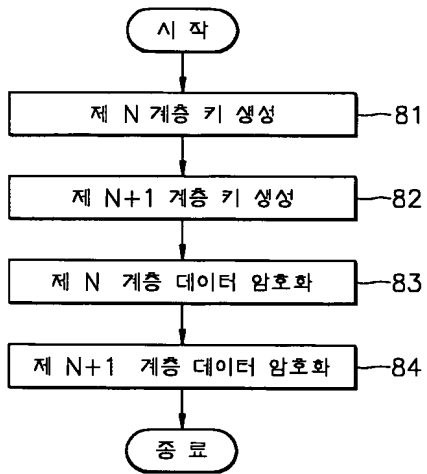 시 작
제 N 계층 키 생성
81
제 N+1 계층 키 생성
82
제 N 계층 데이터 암호화
83
제 N+1 계층 데이터 암호화
84
종 료